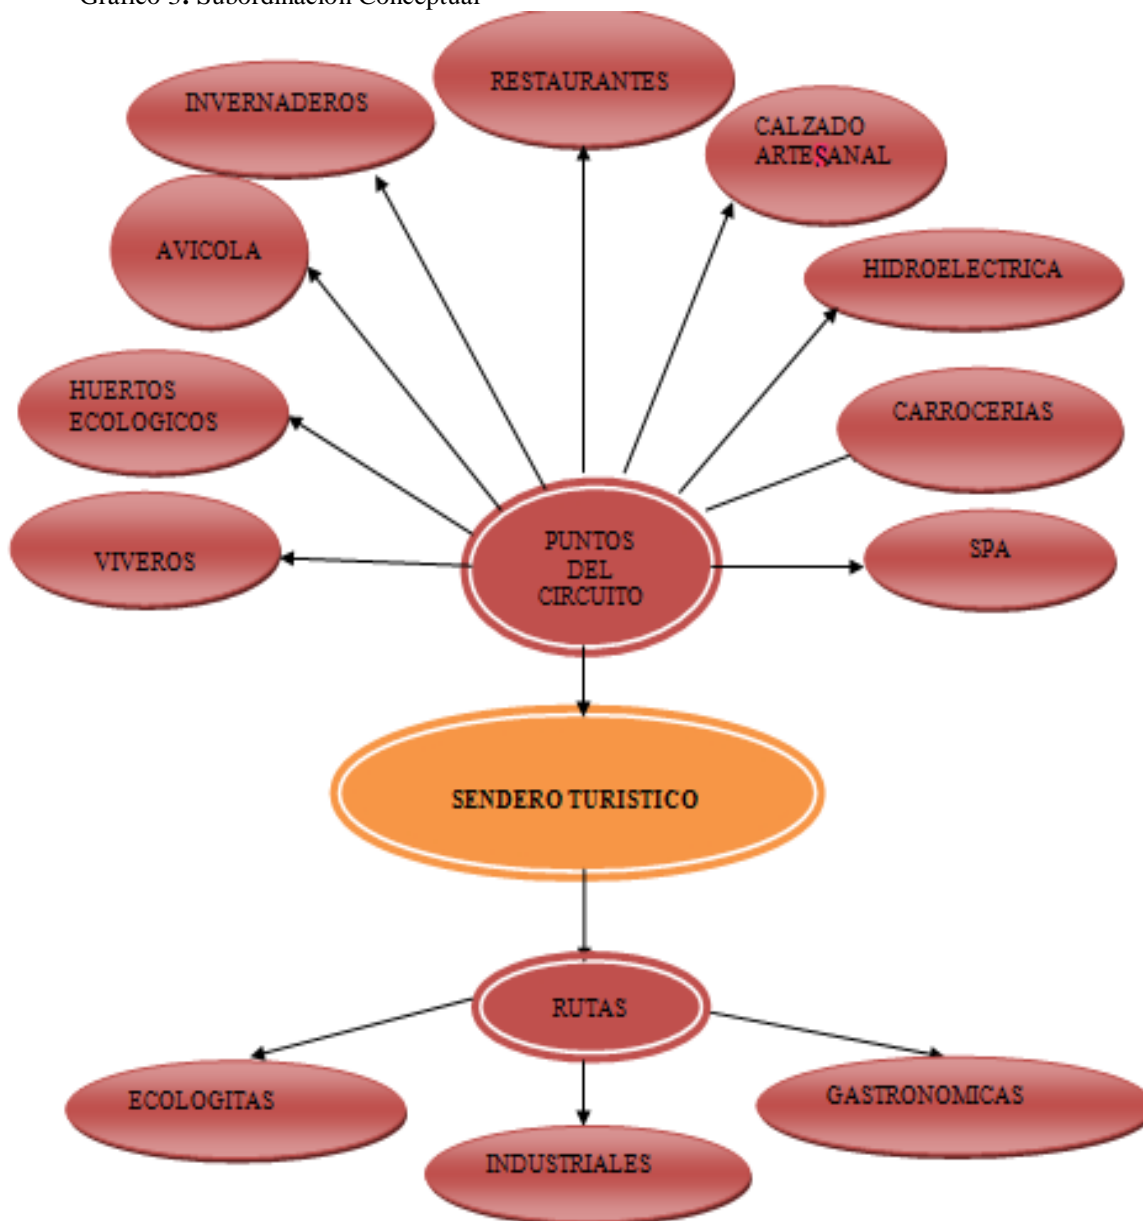 Gráfico 3. Subordinación Conceptual
RESTAURANTES
INVERNADEROS
CALZADO
ARTESANAL
AVICOLA
HIDROELECTRICA
HUERTOS
ECOLOGICOS
CARROCERIAS
VIVEROS
SPA
PUNTOS
DEL
CIRCUITO
SENDERO TURISTICO
RUTAS
ECOLOGITAS
GASTRONOMICAS
INDUSTRIALES